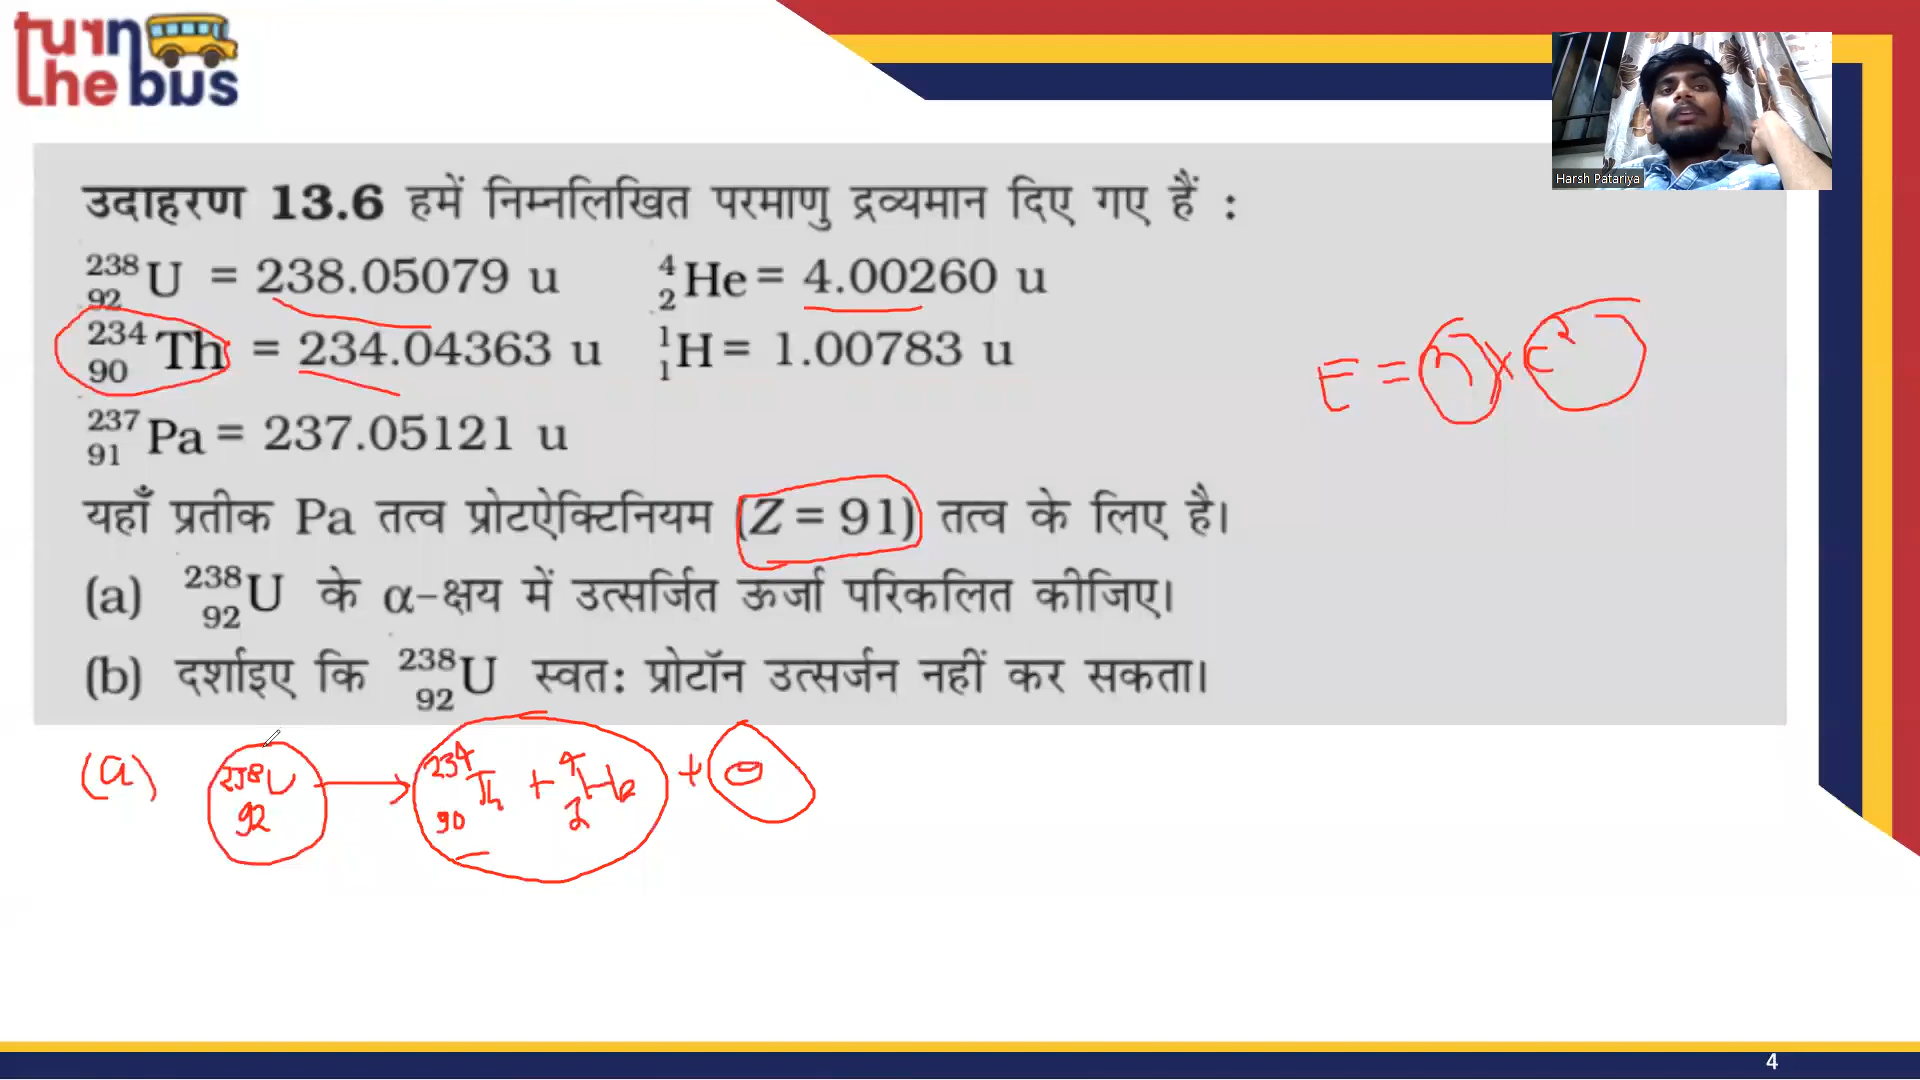 turn
the bus
Harsh Patariya
उदाहरण 13.6 हमें निम्नलिखित परमाणु द्रव्यमान दिए गए हैं :
²³⁸₉₂U = 238.05079 u ⁴₂He = 4.00260 u
²³⁴₉₀Th = 234.04363 u ¹₁H = 1.00783 u
E = m × c²
²³⁷₉₁Pa = 237.05121 u
यहाँ प्रतीक Pa तत्व प्रोटऐक्टिनियम (Z = 91) तत्व के लिए है।
(a) ²³⁸₉₂U के α-क्षय में उत्सर्जित ऊर्जा परिकलित कीजिए।
(b) दर्शाइए कि ²³⁸₉₂U स्वत: प्रोटॉन उत्सर्जन नहीं कर सकता।
(a) ²³⁸₉₂U → ²³⁴₉₀Th + ⁴₂He +
4